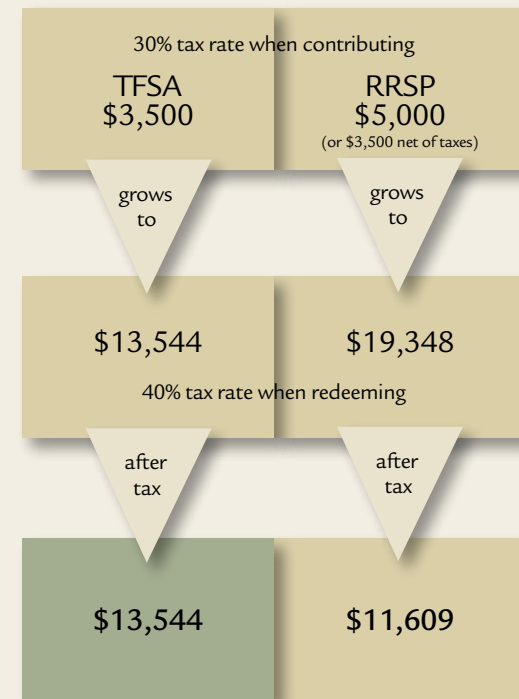 30% tax rate when contributing
TFSA
$3,500
RRSP
$5,000
(or $3,500 net of taxes)
grows
to
grows
to
$13,544
$19,348
40% tax rate when redeeming
after
tax
after
tax
$13,544
$11,609